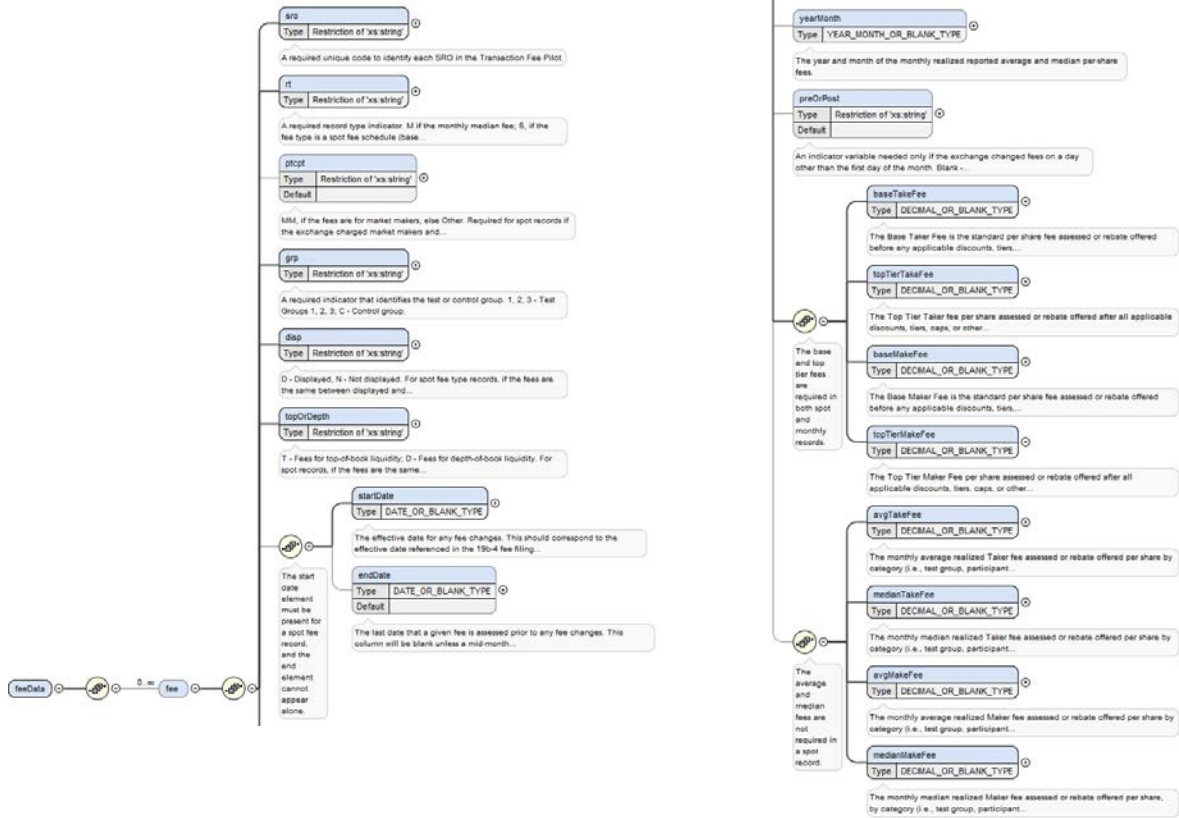 sro
Type Restriction of 'xs:string'
A required unique code to identify each SRO in the Transaction Fee Pilot.
rt
Type Restriction of 'xs:string'
A required record type indicator. M if the monthly median fee; S, if the
fee type is a spot fee schedule (base...
ptcpt
Type Restriction of 'xs:string'
Default
MM, if the fees are for market makers, else Other. Required for spot records if
the exchange charged market makers and...
grp
Type Restriction of 'xs:string'
A required indicator that identifies the test or control group. 1, 2, 3 - Test
Groups 1, 2, 3; C - Control group.
disp
Type Restriction of 'xs:string'
D - Displayed, N - Not displayed. For spot fee type records, if the fees are
the same between displayed and...
topOrDepth
Type Restriction of 'xs:string'
T - Fees for top-of-book liquidity; D - Fees for depth-of-book liquidity. For
spot records, if the fees are the same...
startDate
Type DATE_OR_BLANK_TYPE
The effective date for any fee changes. This should correspond to the
effective date referenced in the 19b-4 fee filling...
endDate
Type DATE_OR_BLANK_TYPE
Default
The last date that a given fee is assessed prior to any fee changes. This
column will be blank unless a mid-month...
The start
date
element
must be
present for
a spot fee
record,
and the
end
element
cannot
appear
alone.
feeData
0..∞
fee
yearMonth
Type YEAR_MONTH_OR_BLANK_TYPE
The year and month of the monthly realized reported average and median per-share
fees.
preOrPost
Type Restriction of 'xs:string'
Default
An indicator variable needed only if the exchange changed fees on a day
other than the first day of the month. Blank -...
baseTakeFee
Type DECIMAL_OR_BLANK_TYPE
The Base Taker Fee is the standard per share fee assessed or rebate offered
before any applicable discounts, tiers,...
topTierTakeFee
Type DECIMAL_OR_BLANK_TYPE
The Top Tier Taker fee per share assessed or rebate offered after all applicable
discounts, tiers, caps, or other...
baseMakeFee
Type DECIMAL_OR_BLANK_TYPE
The Base Maker Fee is the standard per share fee assessed or rebate offered
before any applicable discounts, tiers,...
topTierMakeFee
Type DECIMAL_OR_BLANK_TYPE
The Top Tier Maker Fee per share assessed or rebate offered after all
applicable discounts, tiers, caps, or other...
The base
and top
tier fees
are
required in
both spot
and
monthly
records.
avgTakeFee
Type DECIMAL_OR_BLANK_TYPE
The monthly average realized Taker fee assessed or rebate offered per share by
category (i.e., test group, participant...
medianTakeFee
Type DECIMAL_OR_BLANK_TYPE
The monthly median realized Taker fee assessed or rebate offered per share by
category (i.e., test group, participant...
avgMakeFee
Type DECIMAL_OR_BLANK_TYPE
The monthly average realized Maker fee assessed or rebate offered per share by
category (i.e., test group, participant...
medianMakeFee
Type DECIMAL_OR_BLANK_TYPE
The monthly median realized Maker fee assessed or rebate offered per share,
by category (i.e., test group, participant...
The
average
and
median
fees are
not
required in
a spot
record.